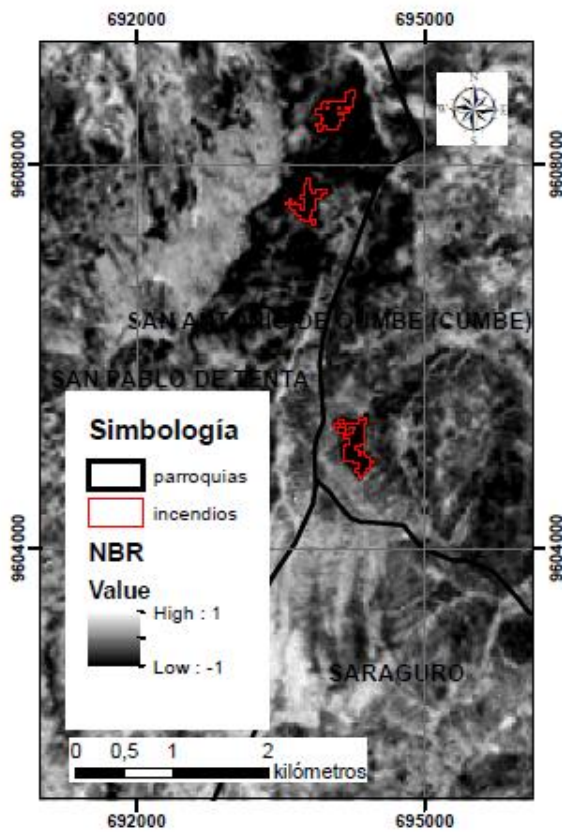 692000 695000
N
W E
S
9608000 9608000
SAN ANTONIO DE QUMBE (CUMBE)
SAN PABLO DE TENTA
Simbología
parroquias
incendios
NBR
Value
High : 1
Low : -1
9604000 9604000
SARAGURO
0 0,5 1 2
kilómetros
692000 695000